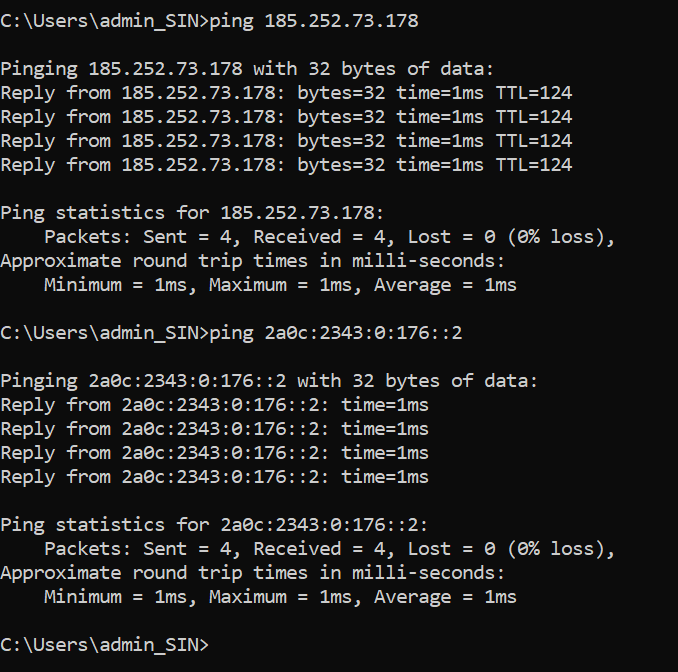 C:\Users\admin_SIN>ping 185.252.73.178

Pinging 185.252.73.178 with 32 bytes of data:
Reply from 185.252.73.178: bytes=32 time=1ms TTL=124
Reply from 185.252.73.178: bytes=32 time=1ms TTL=124
Reply from 185.252.73.178: bytes=32 time=1ms TTL=124
Reply from 185.252.73.178: bytes=32 time=1ms TTL=124

Ping statistics for 185.252.73.178:
    Packets: Sent = 4, Received = 4, Lost = 0 (0% loss),
Approximate round trip times in milli-seconds:
    Minimum = 1ms, Maximum = 1ms, Average = 1ms

C:\Users\admin_SIN>ping 2a0c:2343:0:176::2

Pinging 2a0c:2343:0:176::2 with 32 bytes of data:
Reply from 2a0c:2343:0:176::2: time=1ms
Reply from 2a0c:2343:0:176::2: time=1ms
Reply from 2a0c:2343:0:176::2: time=1ms
Reply from 2a0c:2343:0:176::2: time=1ms

Ping statistics for 2a0c:2343:0:176::2:
    Packets: Sent = 4, Received = 4, Lost = 0 (0% loss),
Approximate round trip times in milli-seconds:
    Minimum = 1ms, Maximum = 1ms, Average = 1ms

C:\Users\admin_SIN>